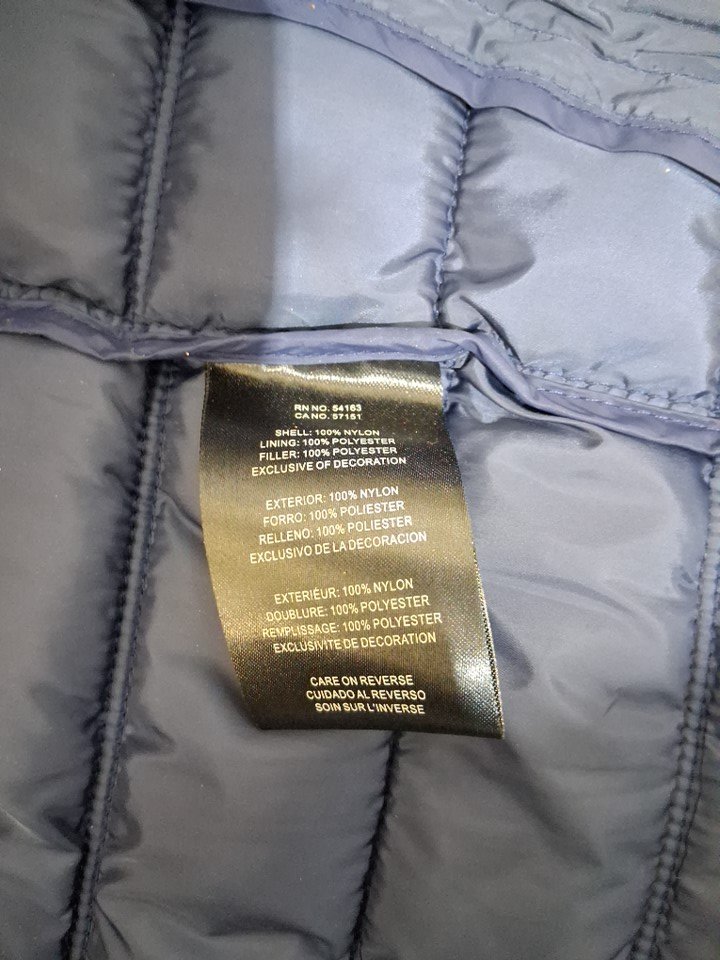 RN NO. 54163
CA NO. 57151
SHELL: 100% NYLON
LINING: 100% POLYESTER
FILLER: 100% POLYESTER
EXCLUSIVE OF DECORATION
EXTERIOR: 100% NYLON
FORRO: 100% POLIESTER
RELLENO: 100% POLIESTER
EXCLUSIVO DE LA DECORACION
EXTERIEUR: 100% NYLON
DOUBLURE: 100% POLYESTER
REMPLISSAGE: 100% POLYESTER
EXCLUSIVITE DE DECORATION
CARE ON REVERSE
CUIDADO AL REVERSO
SOIN SUR L'INVERSE